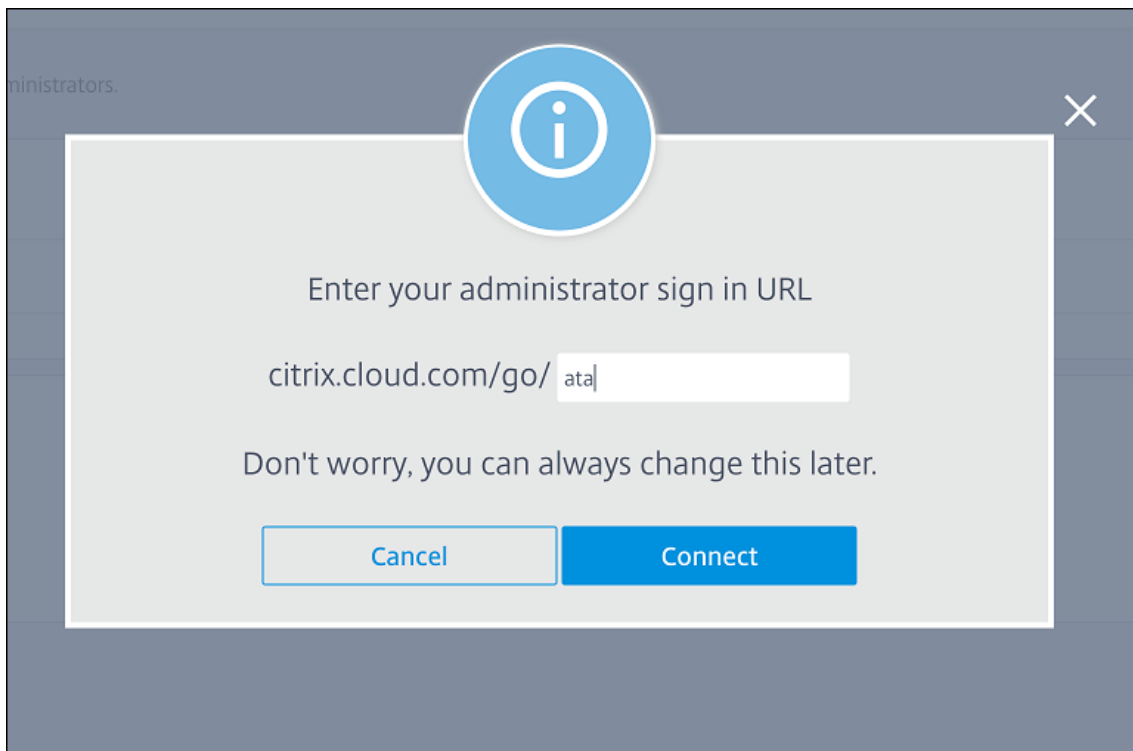 ministrators.
Enter your administrator sign in URL
citrix.cloud.com/go/ ata
Don't worry, you can always change this later.
Cancel Connect